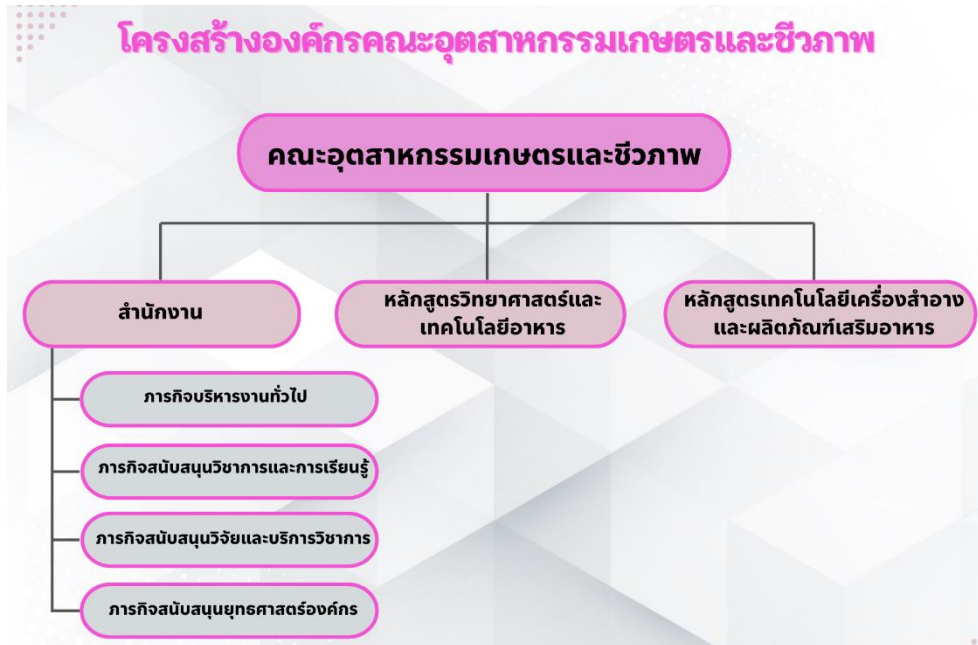 โครงสร้างองค์กรคณะอุตสาหกรรมเกษตรและชีวภาพ
คณะอุตสาหกรรมเกษตรและชีวภาพ
สำนักงาน
หลักสูตรวิทยาศาสตร์และ
เทคโนโลยีอาหาร
หลักสูตรเทคโนโลยีเครื่องสำอาง
และผลิตภัณฑ์เสริมอาหาร
ภารกิจบริหารงานทั่วไป
ภารกิจสนับสนุนวิชาการและการเรียนรู้
ภารกิจสนับสนุนวิจัยและบริการวิชาการ
ภารกิจสนับสนุนยุทธศาสตร์องค์กร